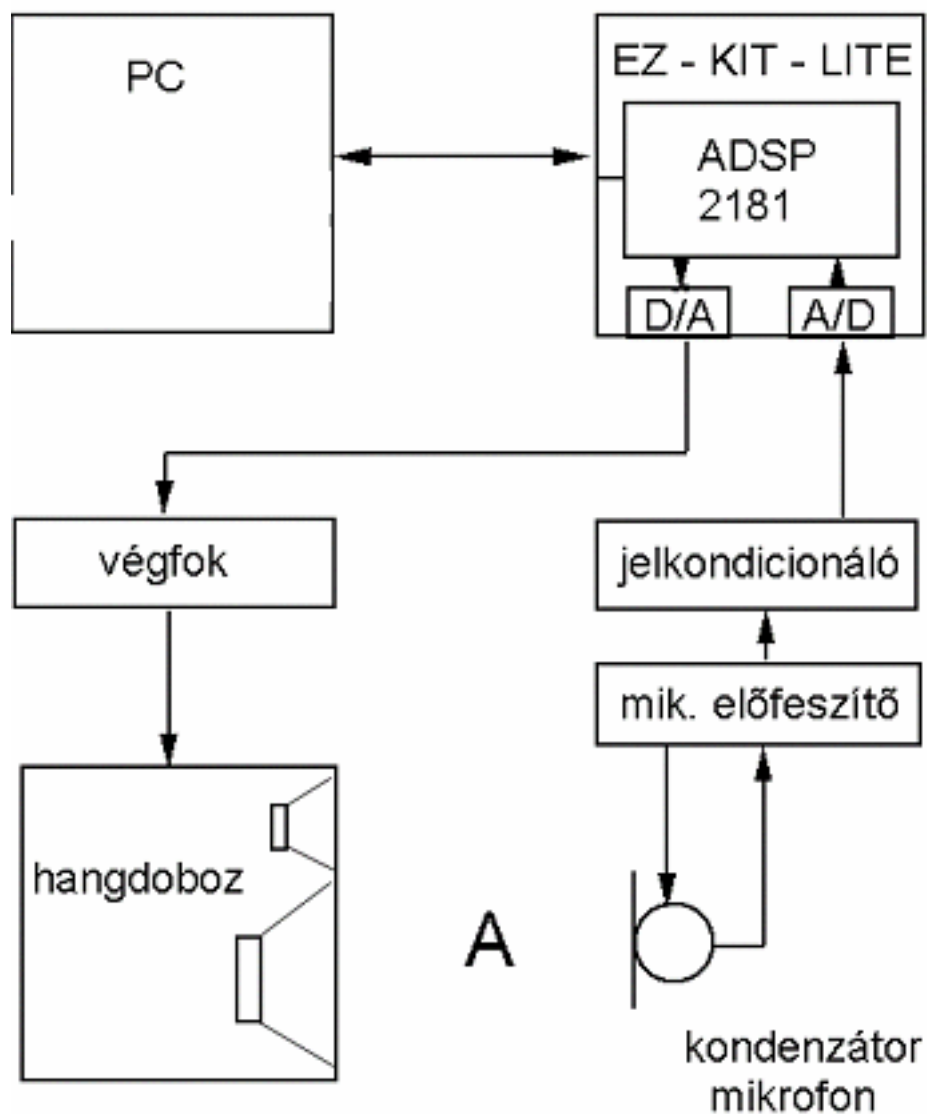 PC
EZ - KIT - LITE
ADSP
2181
D/A
A/D
végfok
jelkondicionáló
mik. előfeszítő
hangdoboz
A
kondenzátor
mikrofon